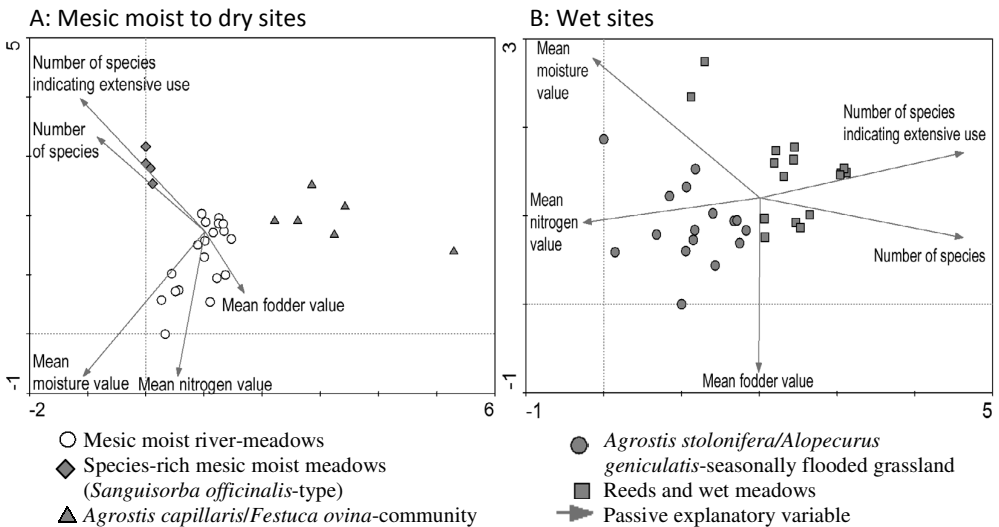 A: Mesic moist to dry sites
5
Number of species
indicating extensive use
Number
of species
Mean fodder value
Mean
moisture value
Mean nitrogen value
-1
-2
6
B: Wet sites
3
Mean
moisture
value
Number of species
indicating extensive use
Mean
nitrogen
value
Number of species
Mean fodder value
-1
-1
5
Mesic moist river-meadows
Species-rich mesic moist meadows
(Sanguisorba officinalis-type)
Agrostis capillaris/Festuca ovina-community
Agrostis stolonifera/Alopecurus
geniculatis-seasonally flooded grassland
Reeds and wet meadows
Passive explanatory variable